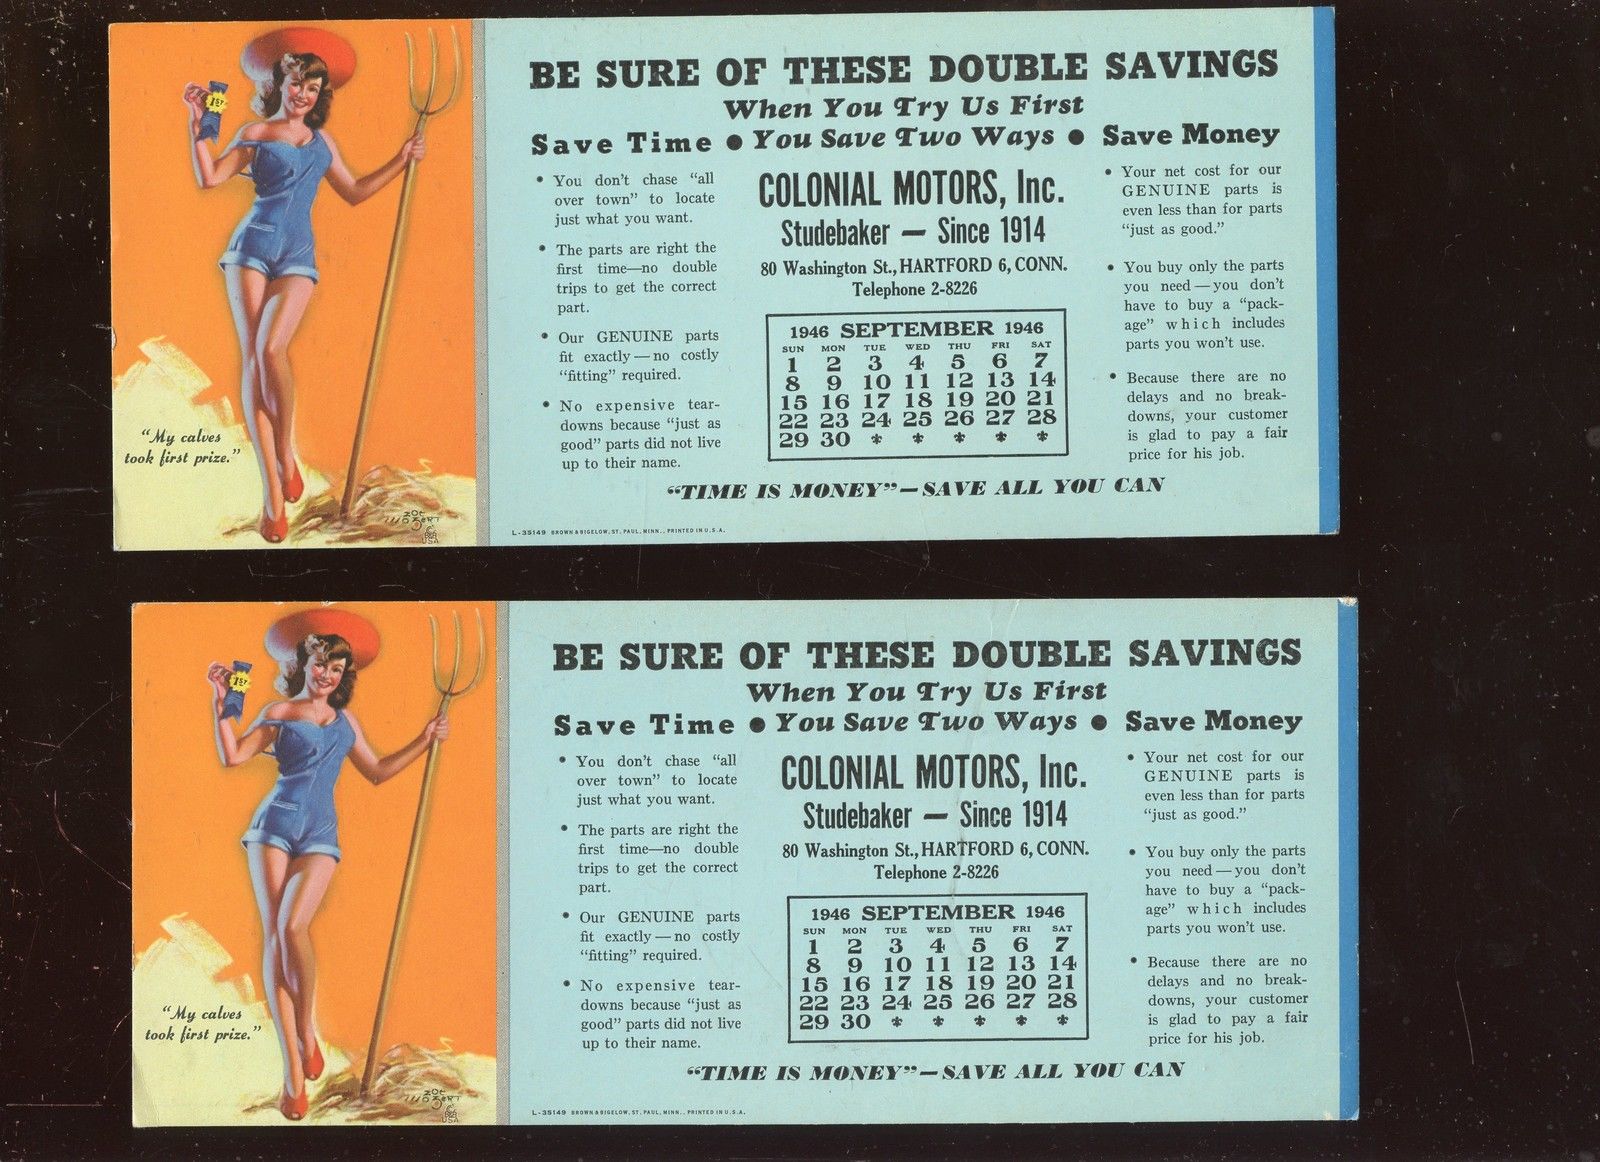 1ST
"My calves
took first prize."
ZOË
MOZERT
B&B
USA
BE SURE OF THESE DOUBLE SAVINGS
When You Try Us First
Save Time ● You Save Two Ways ● Save Money
• You don't chase "all
over town" to locate
just what you want.
• The parts are right the
first time—no double
trips to get the correct
part.
• Our GENUINE parts
fit exactly—no costly
"fitting" required.
• No expensive tear-
downs because "just as
good" parts did not live
up to their name.
COLONIAL MOTORS, Inc.
Studebaker — Since 1914
80 Washington St., HARTFORD 6, CONN.
Telephone 2-8226
1946 SEPTEMBER 1946
SUN MON TUE WED THU FRI SAT
1 2 3 4 5 6 7
8 9 10 11 12 13 14
15 16 17 18 19 20 21
22 23 24 25 26 27 28
29 30
• Your net cost for our
GENUINE parts is
even less than for parts
"just as good."
• You buy only the parts
you need—you don't
have to buy a "pack-
age" which includes
parts you won't use.
• Because there are no
delays and no break-
downs, your customer
is glad to pay a fair
price for his job.
"TIME IS MONEY"—SAVE ALL YOU CAN
L-35149 BROWN & BIGELOW, ST. PAUL, MINN., PRINTED IN U.S.A.
1ST
"My calves
took first prize."
ZOË
MOZERT
B&B
USA
BE SURE OF THESE DOUBLE SAVINGS
When You Try Us First
Save Time ● You Save Two Ways ● Save Money
• You don't chase "all
over town" to locate
just what you want.
• The parts are right the
first time—no double
trips to get the correct
part.
• Our GENUINE parts
fit exactly—no costly
"fitting" required.
• No expensive tear-
downs because "just as
good" parts did not live
up to their name.
COLONIAL MOTORS, Inc.
Studebaker — Since 1914
80 Washington St., HARTFORD 6, CONN.
Telephone 2-8226
1946 SEPTEMBER 1946
SUN MON TUE WED THU FRI SAT
1 2 3 4 5 6 7
8 9 10 11 12 13 14
15 16 17 18 19 20 21
22 23 24 25 26 27 28
29 30
• Your net cost for our
GENUINE parts is
even less than for parts
"just as good."
• You buy only the parts
you need—you don't
have to buy a "pack-
age" which includes
parts you won't use.
• Because there are no
delays and no break-
downs, your customer
is glad to pay a fair
price for his job.
"TIME IS MONEY"—SAVE ALL YOU CAN
L-35149 BROWN & BIGELOW, ST. PAUL, MINN., PRINTED IN U.S.A.